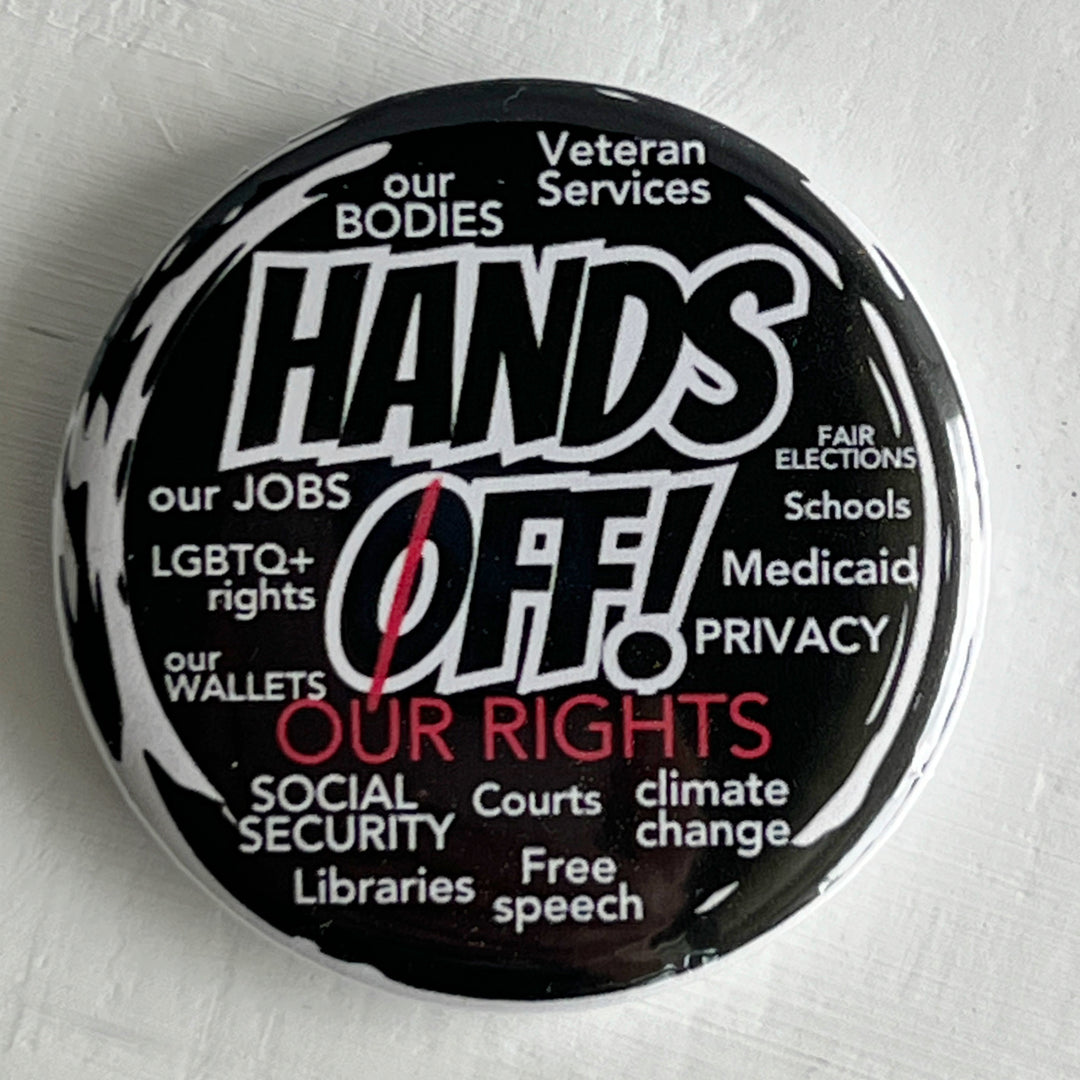 Veteran
Services
our
BODIES
HANDS
OFF!
FAIR
ELECTIONS
Schools
Medicaid
PRIVACY
our JOBS
LGBTQ+
rights
our
WALLETS
OUR RIGHTS
SOCIAL
SECURITY
Courts
climate
change
Libraries
Free
speech